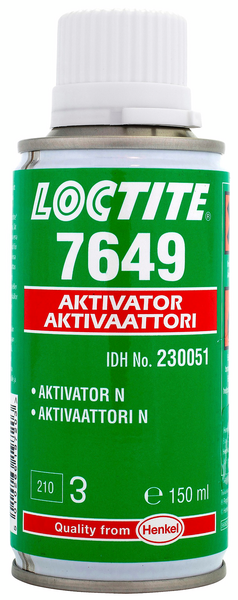 LOCTITE®
7649
AKTIVATOR
AKTIVAATTORI
IDH No. 230051
• AKTIVATOR N
• AKTIVAATTORI N
210 3 ℮ 150 ml
Quality from Henkel